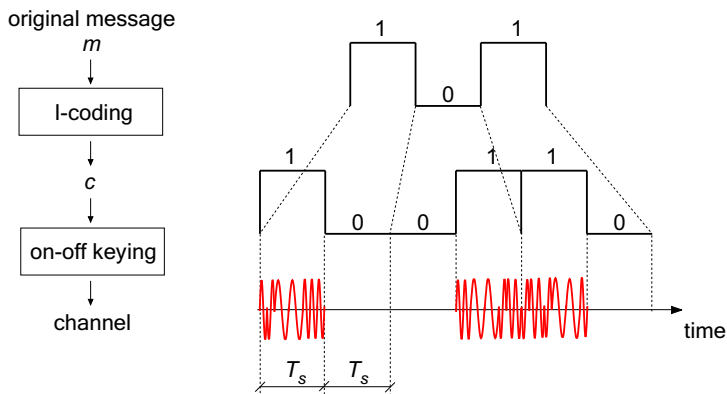 original message
m
I-coding
c
on-off keying
channel
1 0 1
1 0 0 1 1 0
time
T_s T_s